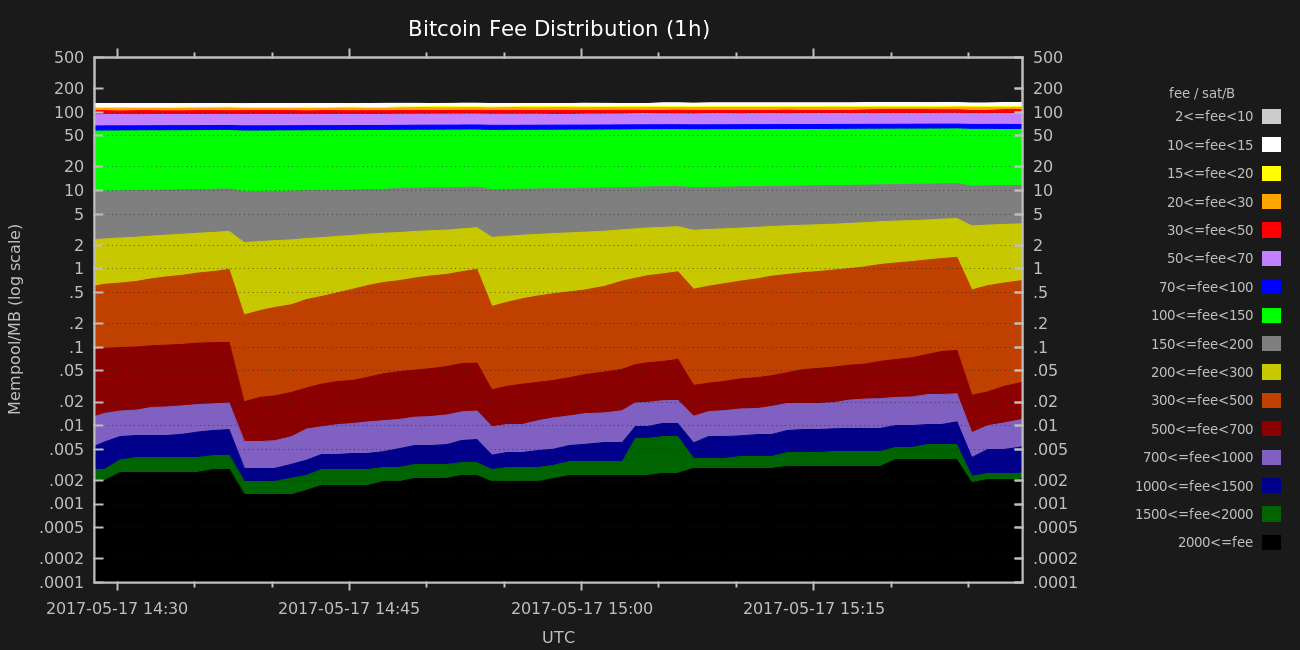 Bitcoin Fee Distribution (1h)
500
200
100
50
20
10
5
2
1
.5
.2
.1
.05
.02
.01
.005
.002
.001
.0005
.0002
.0001
Mempool/MB (log scale)
500
200
100
50
20
10
5
2
1
.5
.2
.1
.05
.02
.01
.005
.002
.001
.0005
.0002
.0001
2017-05-17 14:30
2017-05-17 14:45
2017-05-17 15:00
2017-05-17 15:15
UTC
fee / sat/B
2<=fee<10
10<=fee<15
15<=fee<20
20<=fee<30
30<=fee<50
50<=fee<70
70<=fee<100
100<=fee<150
150<=fee<200
200<=fee<300
300<=fee<500
500<=fee<700
700<=fee<1000
1000<=fee<1500
1500<=fee<2000
2000<=fee